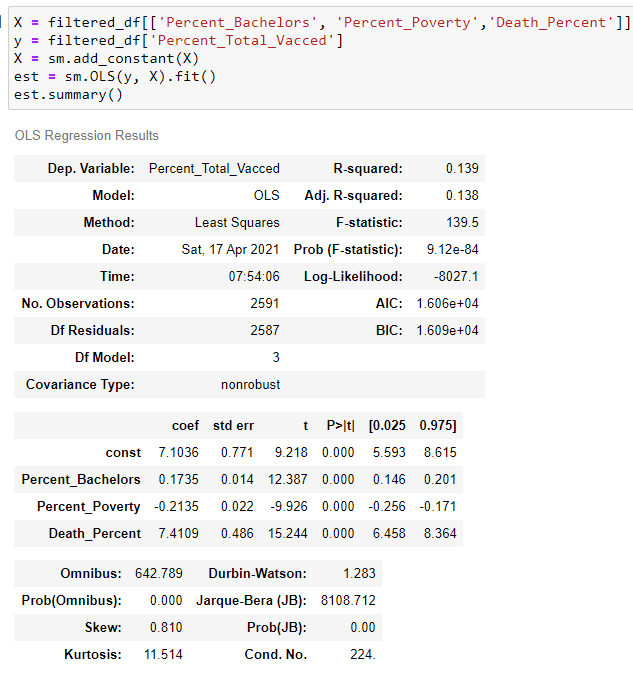 X = filtered_df[['Percent_Bachelors', 'Percent_Poverty','Death_Percent']]
y = filtered_df['Percent_Total_Vacced']
X = sm.add_constant(X)
est = sm.OLS(y, X).fit()
est.summary()
OLS Regression Results
Dep. Variable: Percent_Total_Vacced R-squared: 0.139
Model: OLS Adj. R-squared: 0.138
Method: Least Squares F-statistic: 139.5
Date: Sat, 17 Apr 2021 Prob (F-statistic): 9.12e-84
Time: 07:54:06 Log-Likelihood: -8027.1
No. Observations: 2591 AIC: 1.606e+04
Df Residuals: 2587 BIC: 1.609e+04
Df Model: 3
Covariance Type: nonrobust
coef std err t P>|t| [0.025 0.975]
const 7.1036 0.771 9.218 0.000 5.593 8.615
Percent_Bachelors 0.1735 0.014 12.387 0.000 0.146 0.201
Percent_Poverty -0.2135 0.022 -9.926 0.000 -0.256 -0.171
Death_Percent 7.4109 0.486 15.244 0.000 6.458 8.364
Omnibus: 642.789 Durbin-Watson: 1.283
Prob(Omnibus): 0.000 Jarque-Bera (JB): 8108.712
Skew: 0.810 Prob(JB): 0.00
Kurtosis: 11.514 Cond. No. 224.